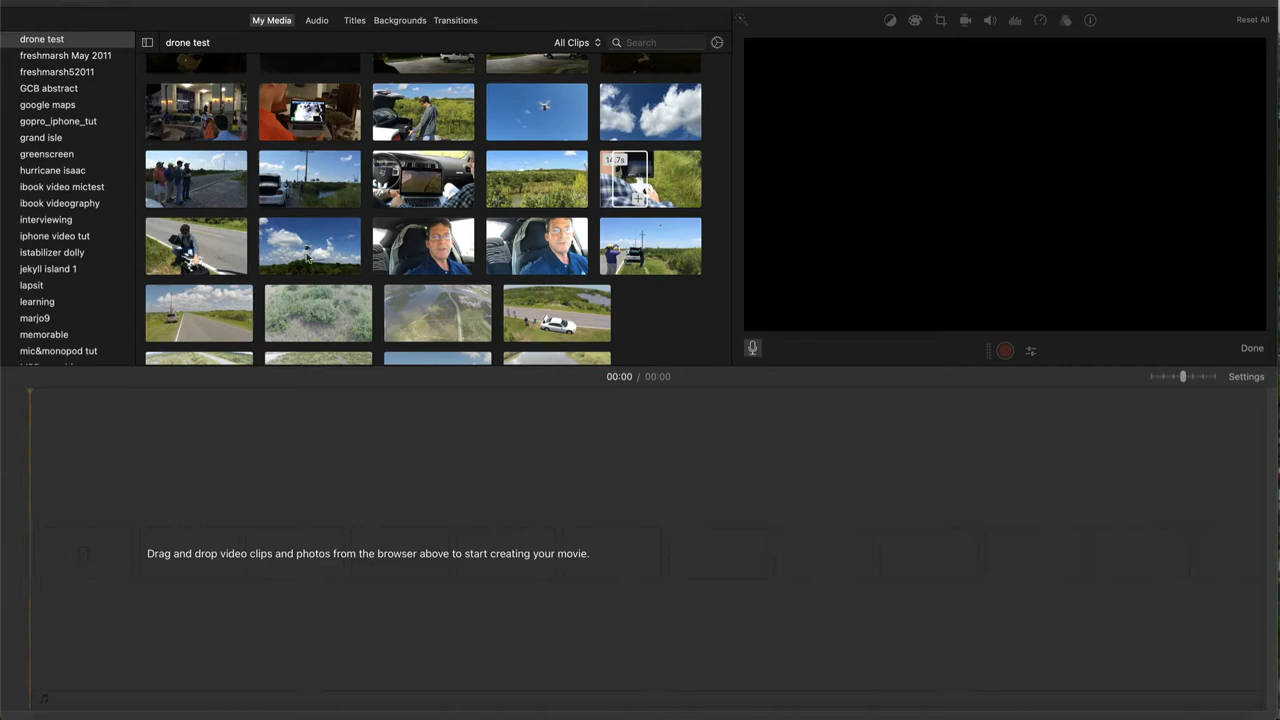 My Media Audio Titles Backgrounds Transitions
Reset All
drone test
drone test
All Clips
Search
freshmarsh May 2011
freshmarsh52011
GCB abstract
google maps
gopro_iphone_tut
grand isle
greenscreen
hurricane isaac
ibook video mictest
ibook videography
interviewing
iphone video tut
istabilizer dolly
jekyll island 1
lapsit
learning
marjo9
memorable
mic&monopod tut
14.7s
Done
00:00 / 00:00
Settings
Drag and drop video clips and photos from the browser above to start creating your movie.